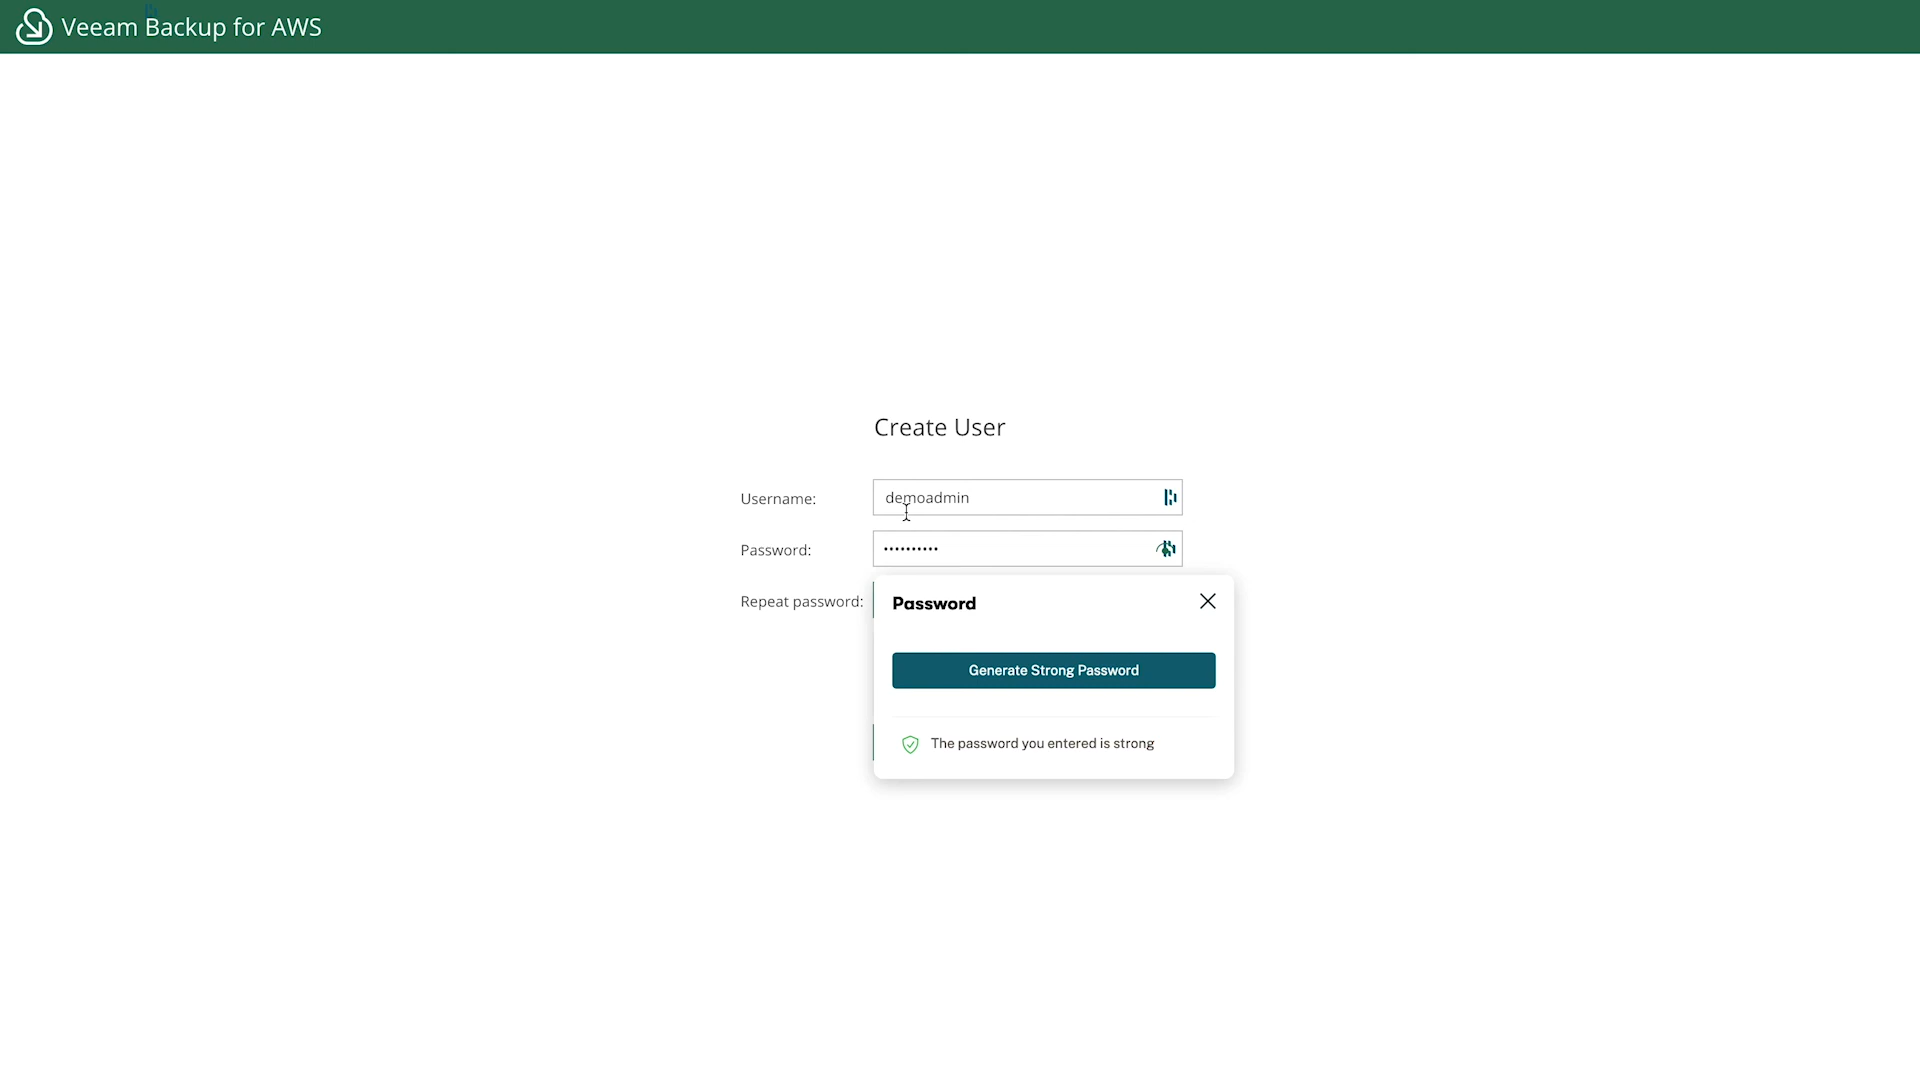 Veeam Backup for AWS
Create User
Username:
demoadmin
Password:
••••••••••
Repeat password:
Password
Generate Strong Password
The password you entered is strong